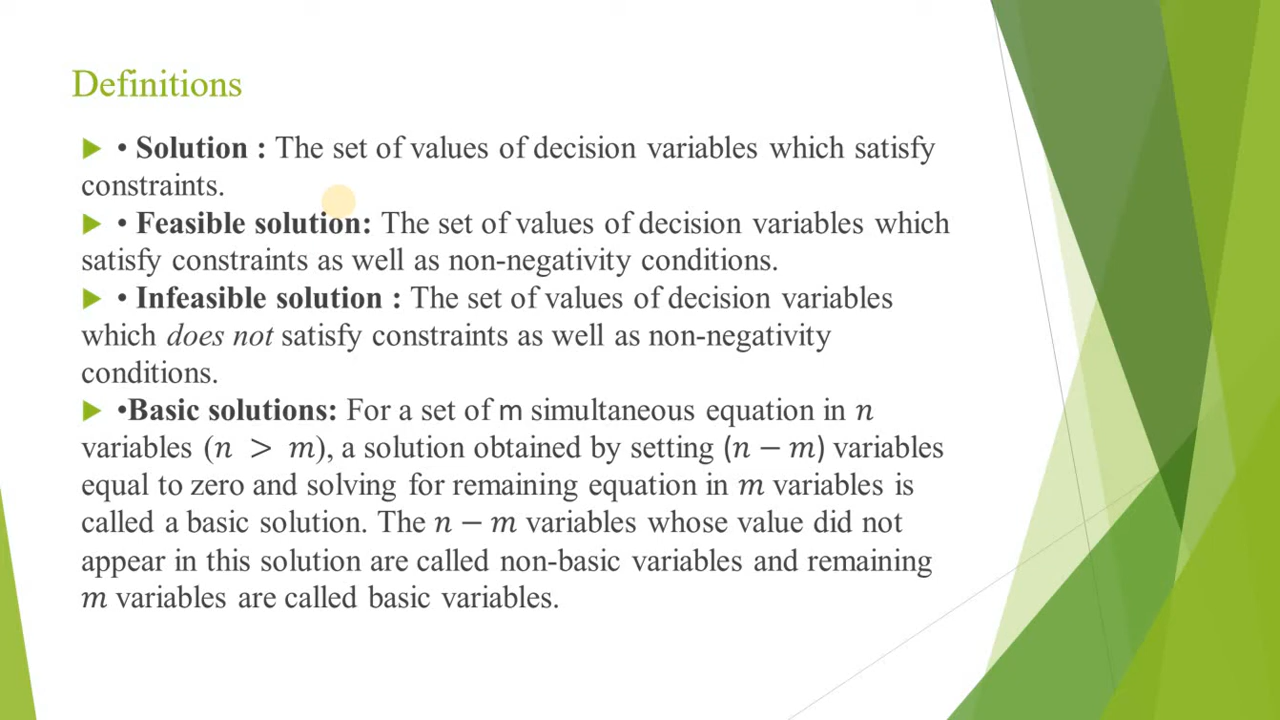 Definitions
• Solution : The set of values of decision variables which satisfy
constraints.
• Feasible solution: The set of values of decision variables which
satisfy constraints as well as non-negativity conditions.
• Infeasible solution : The set of values of decision variables
which does not satisfy constraints as well as non-negativity
conditions.
•Basic solutions: For a set of m simultaneous equation in 𝑛
variables (𝑛 > 𝑚), a solution obtained by setting (𝑛 − 𝑚) variables
equal to zero and solving for remaining equation in 𝑚 variables is
called a basic solution. The 𝑛 − 𝑚 variables whose value did not
appear in this solution are called non-basic variables and remaining
𝑚 variables are called basic variables.